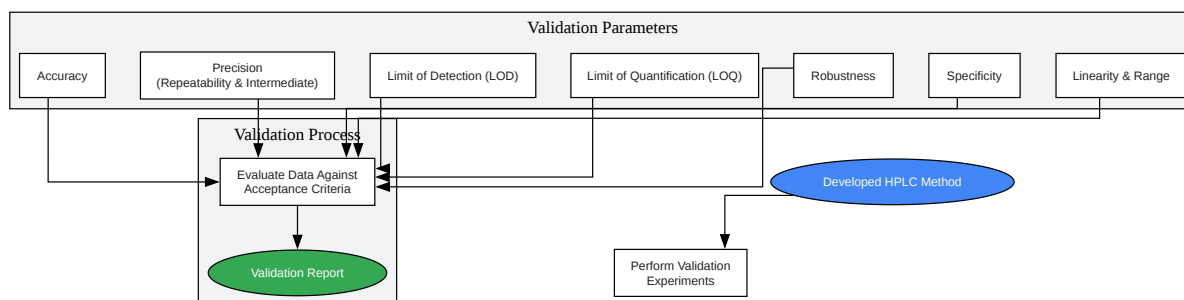 Validation Parameters
Accuracy
Precision
(Repeatability & Intermediate)
Limit of Detection (LOD)
Limit of Quantification (LOQ)
Robustness
Specificity
Linearity & Range
Validation Process
Evaluate Data Against
Acceptance Criteria
Developed HPLC Method
Validation Report
Perform Validation
Experiments